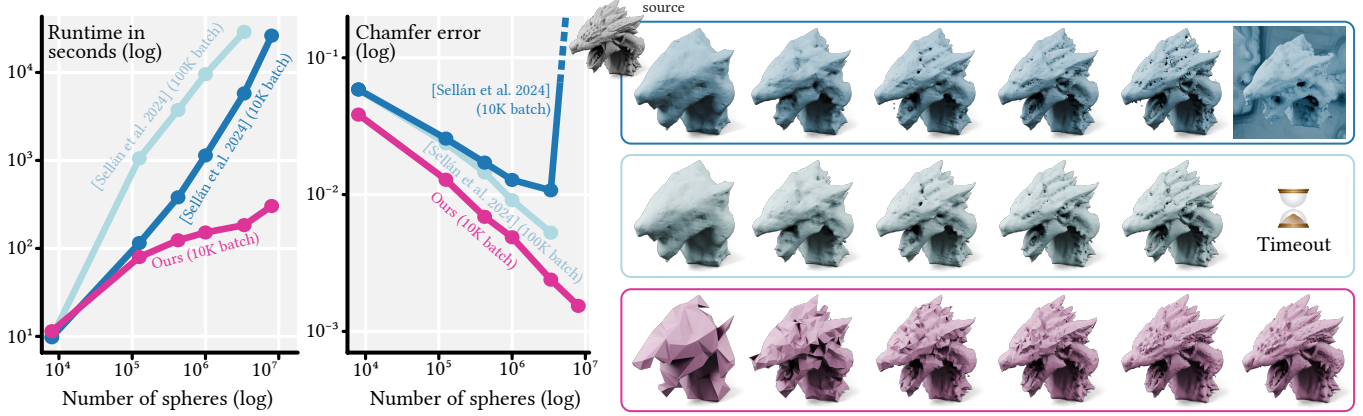 Runtime in
seconds (log)
[Sellán et al. 2024] (100K batch)
[Sellán et al. 2024] (10K batch)
Ours (10K batch)
10⁴
10³
10²
10¹
10⁴
10⁵
10⁶
10⁷
Number of spheres (log)
Chamfer error
(log)
[Sellán et al. 2024]
(10K batch)
[Sellán et al. 2024] (100K batch)
Ours (10K batch)
10⁻¹
10⁻²
10⁻³
10⁴
10⁵
10⁶
10⁷
Number of spheres (log)
source
Timeout